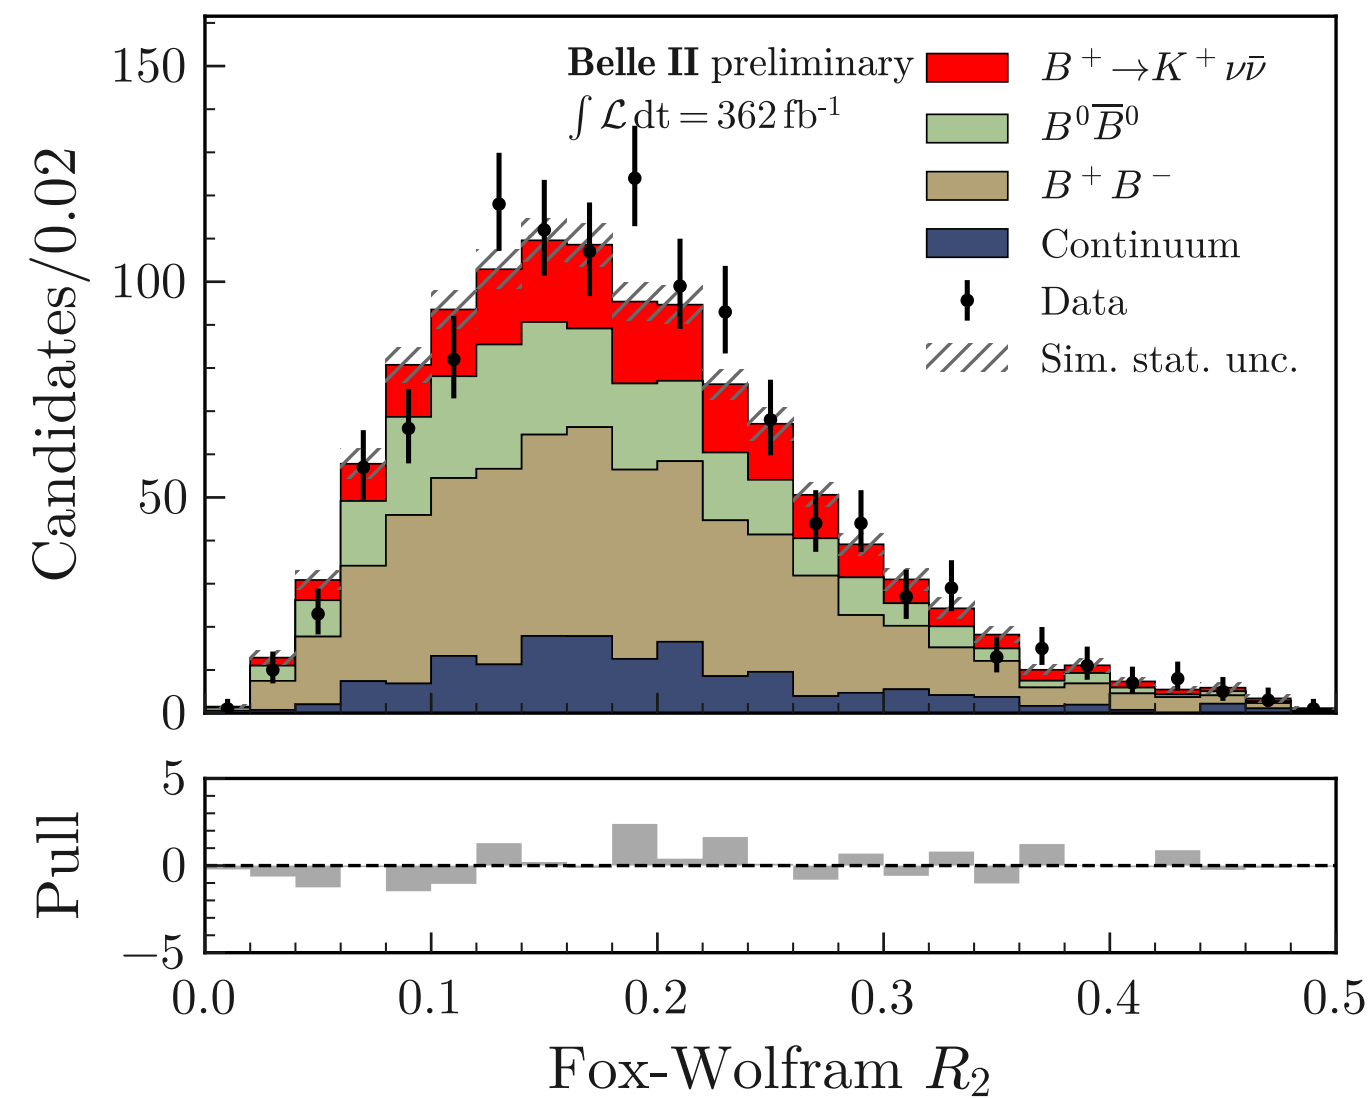 Belle II preliminary
∫ ℒ dt = 362 fb⁻¹
B⁺→K⁺νν̄
B⁰B̅⁰
B⁺B⁻
Continuum
Data
Sim. stat. unc.
Candidates/0.02
150
100
50
0
Pull
5
0
−5
0.0 0.1 0.2 0.3 0.4 0.5
Fox-Wolfram R₂